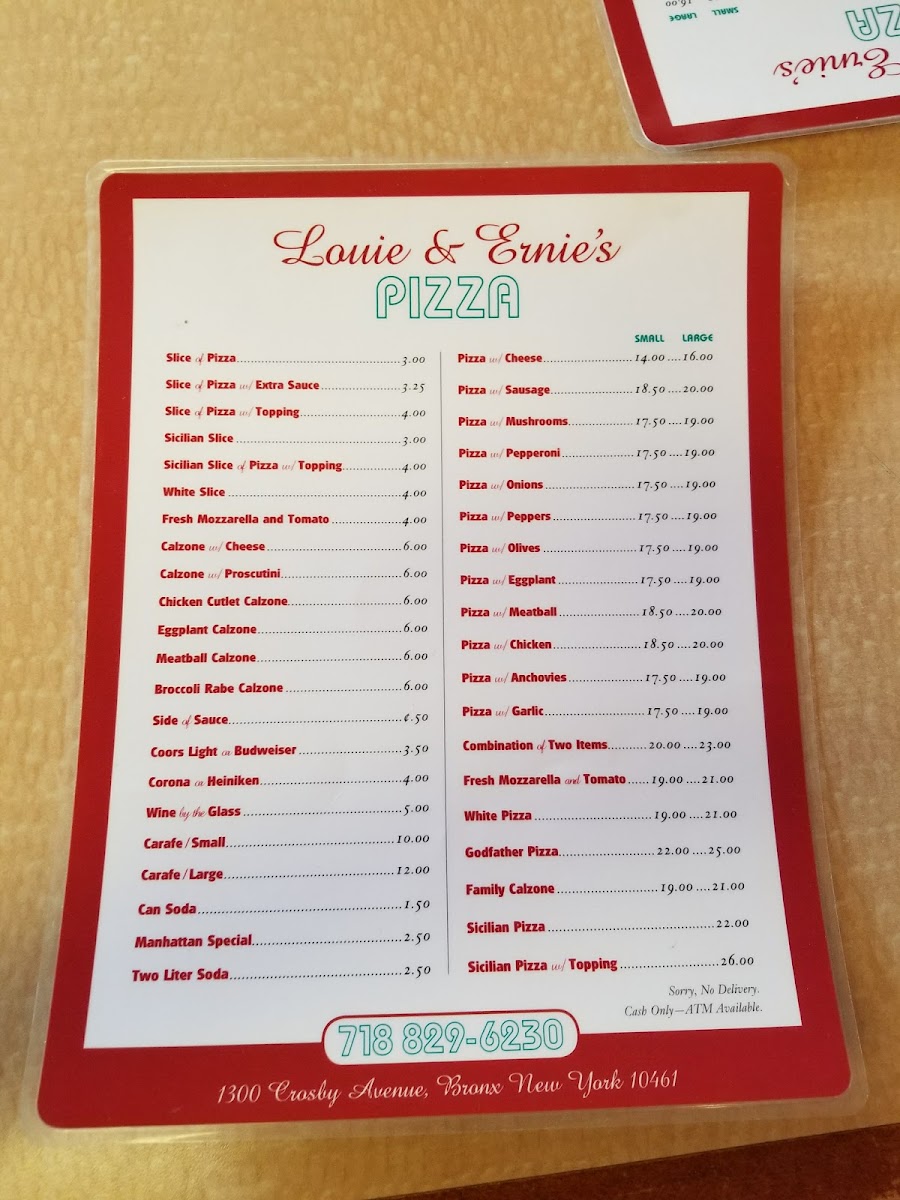 SMALL LARGE
16.00
PIZZA
Ernie's
Louie & Ernie's
PIZZA
Slice of Pizza 3.00
Slice of Pizza w/ Extra Sauce 3.25
Slice of Pizza w/ Topping 4.00
Sicilian Slice 3.00
Sicilian Slice of Pizza w/ Topping 4.00
White Slice 4.00
Fresh Mozzarella and Tomato 4.00
Calzone w/ Cheese 6.00
Calzone w/ Proscutini 6.00
Chicken Cutlet Calzone 6.00
Eggplant Calzone 6.00
Meatball Calzone 6.00
Broccoli Rabe Calzone 6.00
Side of Sauce ¢.50
Coors Light or Budweiser 3.50
Corona or Heiniken 4.00
Wine by the Glass 5.00
Carafe/Small 10.00
Carafe/Large 12.00
Can Soda 1.50
Manhattan Special 2.50
Two Liter Soda 2.50
SMALL LARGE
Pizza w/ Cheese 14.00 .... 16.00
Pizza w/ Sausage 18.50 .... 20.00
Pizza w/ Mushrooms 17.50 .... 19.00
Pizza w/ Pepperoni 17.50 .... 19.00
Pizza w/ Onions 17.50 .... 19.00
Pizza w/ Peppers 17.50 .... 19.00
Pizza w/ Olives 17.50 .... 19.00
Pizza w/ Eggplant 17.50 .... 19.00
Pizza w/ Meatball 18.50 .... 20.00
Pizza w/ Chicken 18.50 .... 20.00
Pizza w/ Anchovies 17.50 .... 19.00
Pizza w/ Garlic 17.50 .... 19.00
Combination of Two Items 20.00 .... 23.00
Fresh Mozzarella and Tomato 19.00 .... 21.00
White Pizza 19.00 .... 21.00
Godfather Pizza 22.00 .... 25.00
Family Calzone 19.00 .... 21.00
Sicilian Pizza 22.00
Sicilian Pizza w/ Topping 26.00
Sorry, No Delivery.
Cash Only—ATM Available.
718 829-6230
1300 Crosby Avenue, Bronx New York 10461